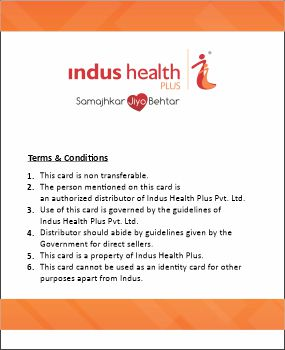 indus health
PLUS
Samajhkar Jiyo Behtar
Terms & Conditions
1. This card is non transferable.
2. The person mentioned on this card is
an authorized distributor of Indus Health Plus Pvt. Ltd.
3. Use of this card is governed by the guidelines of
Indus Health Plus Pvt. Ltd.
4. Distributor should abide by guidelines given the
Government for direct sellers.
5. This card is a property of Indus Health Plus.
6. This card cannot be used as an identity card for other
purposes apart from Indus.